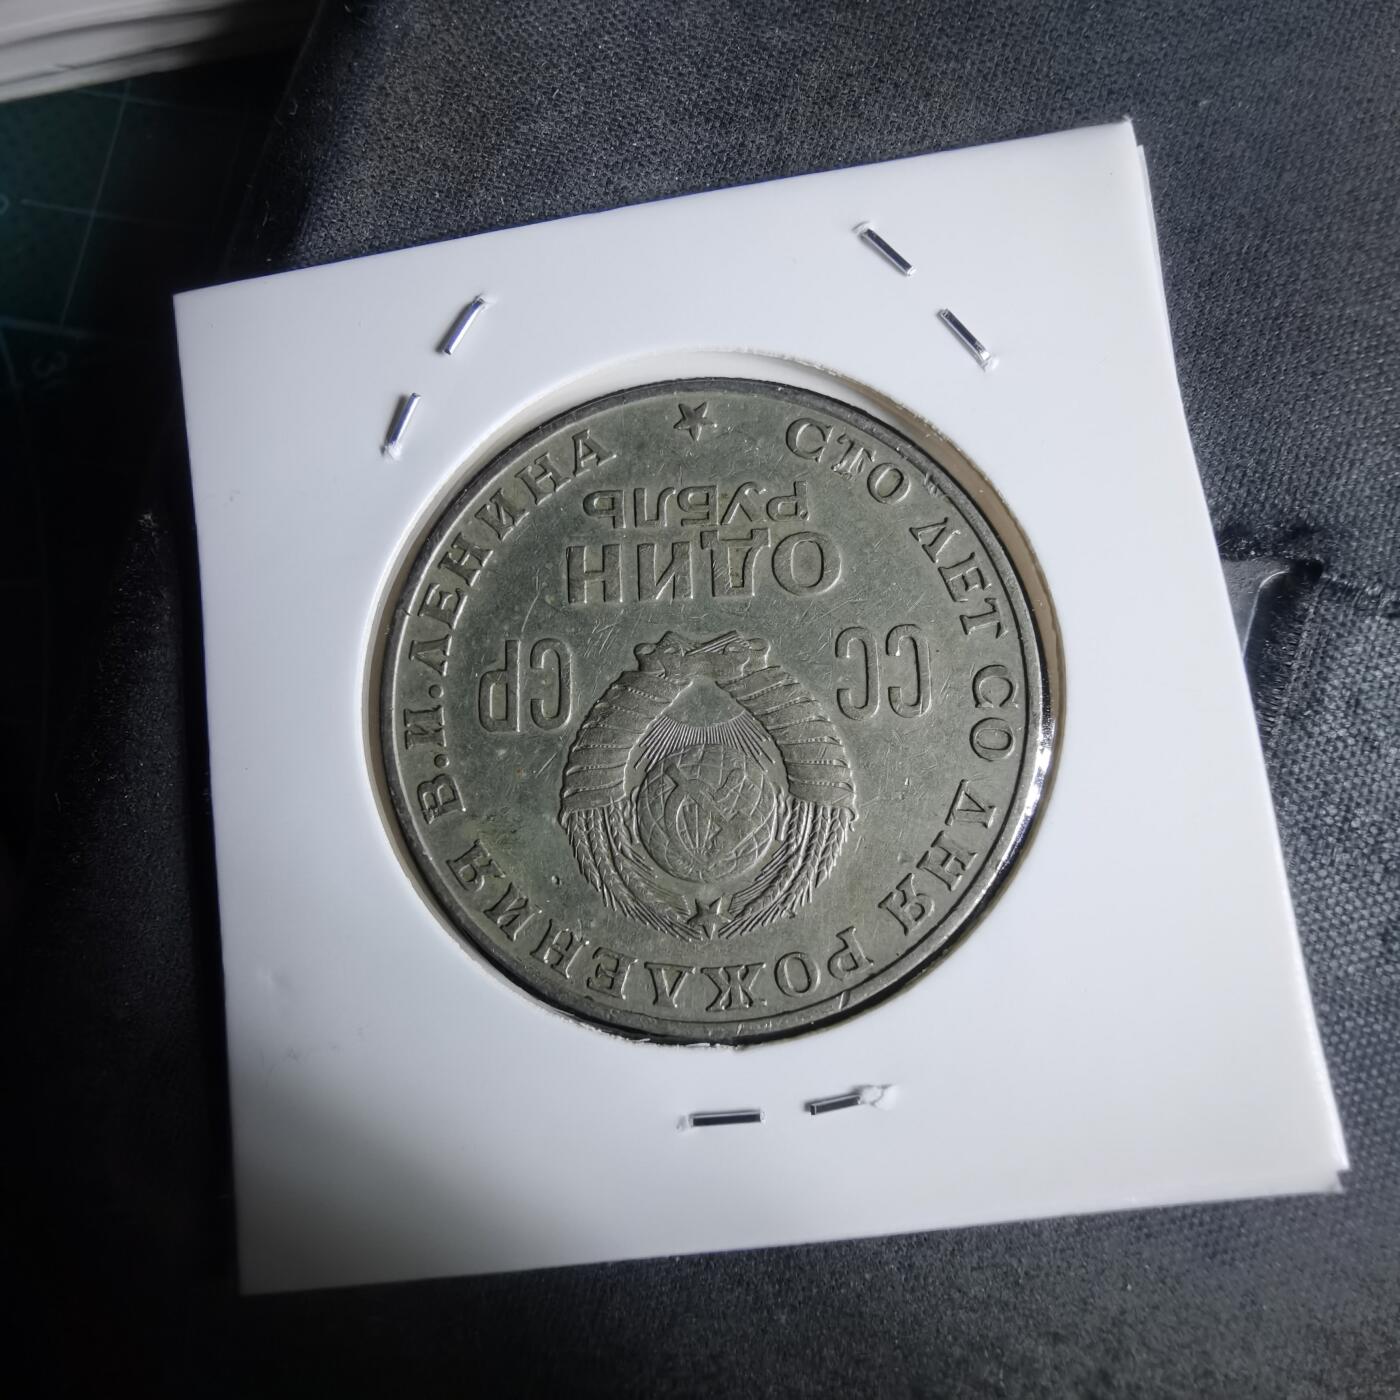 СС СР
ОДИН
РУБЛЬ
СТО ЛЕТ СО ДНЯ РОЖДЕНИЯ В.И.ЛЕНИНА